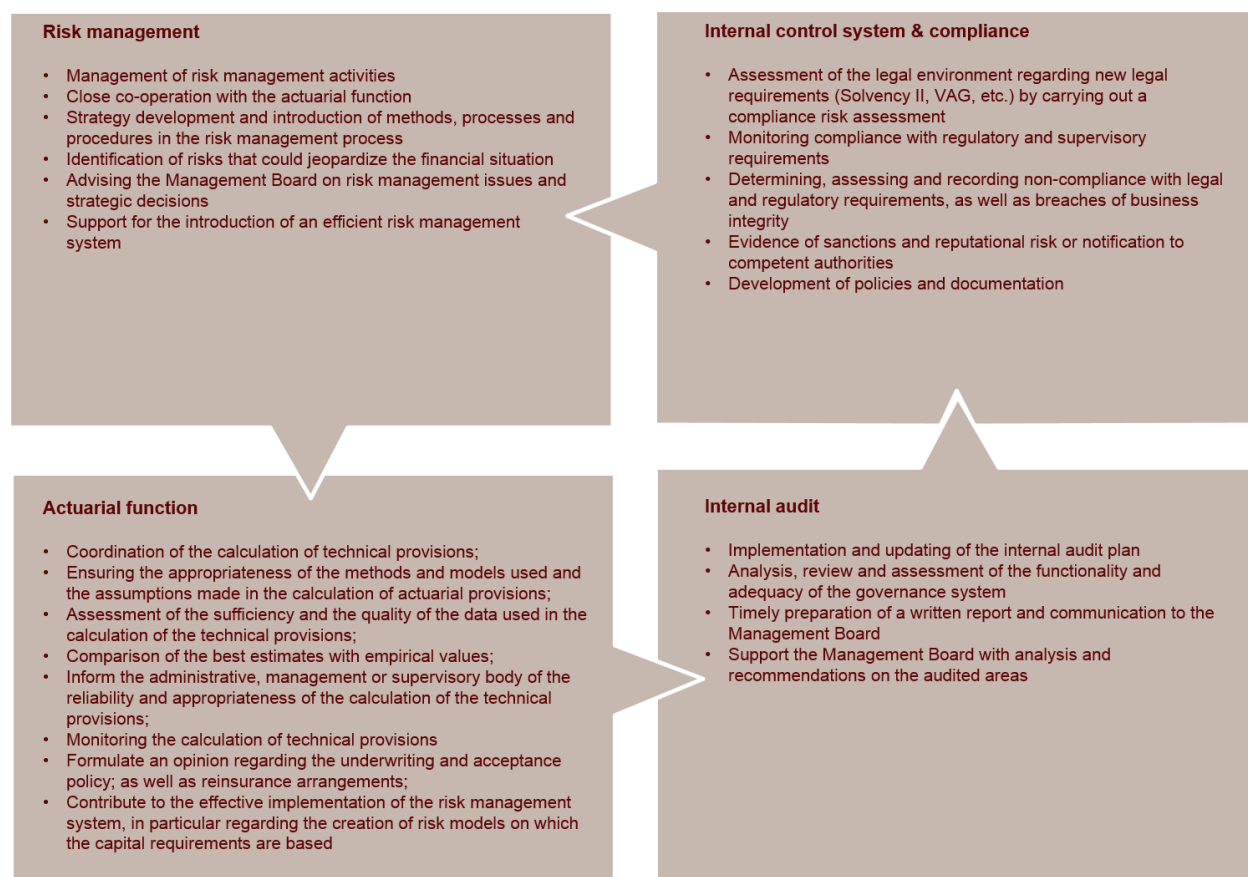 Risk management
• Management of risk management activities
• Close co-operation with the actuarial function
• Strategy development and introduction of methods, processes and
procedures in the risk management process
• Identification of risks that could jeopardize the financial situation
• Advising the Management Board on risk management issues and
strategic decisions
• Support for the introduction of an efficient risk management
system
Internal control system & compliance
• Assessment of the legal environment regarding new legal
requirements (Solvency II, VAG, etc.) by carrying out a
compliance risk assessment
• Monitoring compliance with regulatory and supervisory
requirements
• Determining, assessing and recording non-compliance with legal
and regulatory requirements, as well as breaches of business
integrity
• Evidence of sanctions and reputational risk or notification to
competent authorities
• Development of policies and documentation
Actuarial function
• Coordination of the calculation of technical provisions;
• Ensuring the appropriateness of the methods and models used and
the assumptions made in the calculation of actuarial provisions;
• Assessment of the sufficiency and the quality of the data used in the
calculation of the technical provisions;
• Comparison of the best estimates with empirical values;
• Inform the administrative, management or supervisory body of the
reliability and appropriateness of the calculation of the technical
provisions;
• Monitoring the calculation of technical provisions
• Formulate an opinion regarding the underwriting and acceptance
policy; as well as reinsurance arrangements;
• Contribute to the effective implementation of the risk management
system, in particular regarding the creation of risk models on which
the capital requirements are based
Internal audit
• Implementation and updating of the internal audit plan
• Analysis, review and assessment of the functionality and
adequacy of the governance system
• Timely preparation of a written report and communication to the
Management Board
• Support the Management Board with analysis and
recommendations on the audited areas